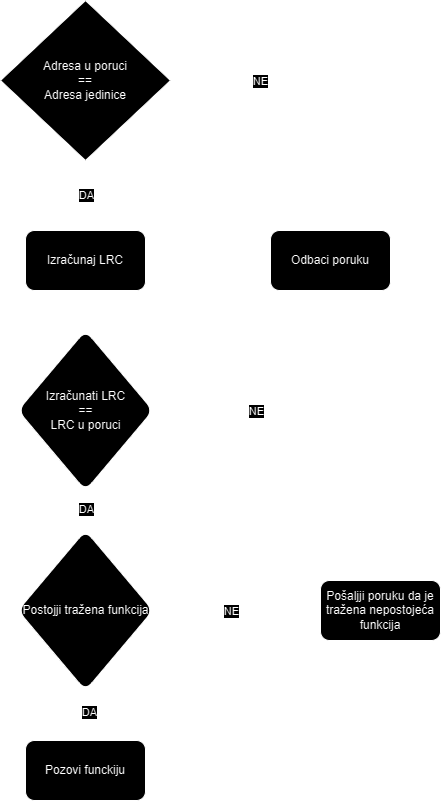 Adresa u poruci
==
Adresa jedinice
NE
DA
Izračunaj LRC
Odbaci poruku
Izračunati LRC
==
LRC u poruci
NE
DA
Postojji tražena funkcija
NE
Pošaljji poruku da je
tražena nepostojeća
funkcija
DA
Pozovi funckiju